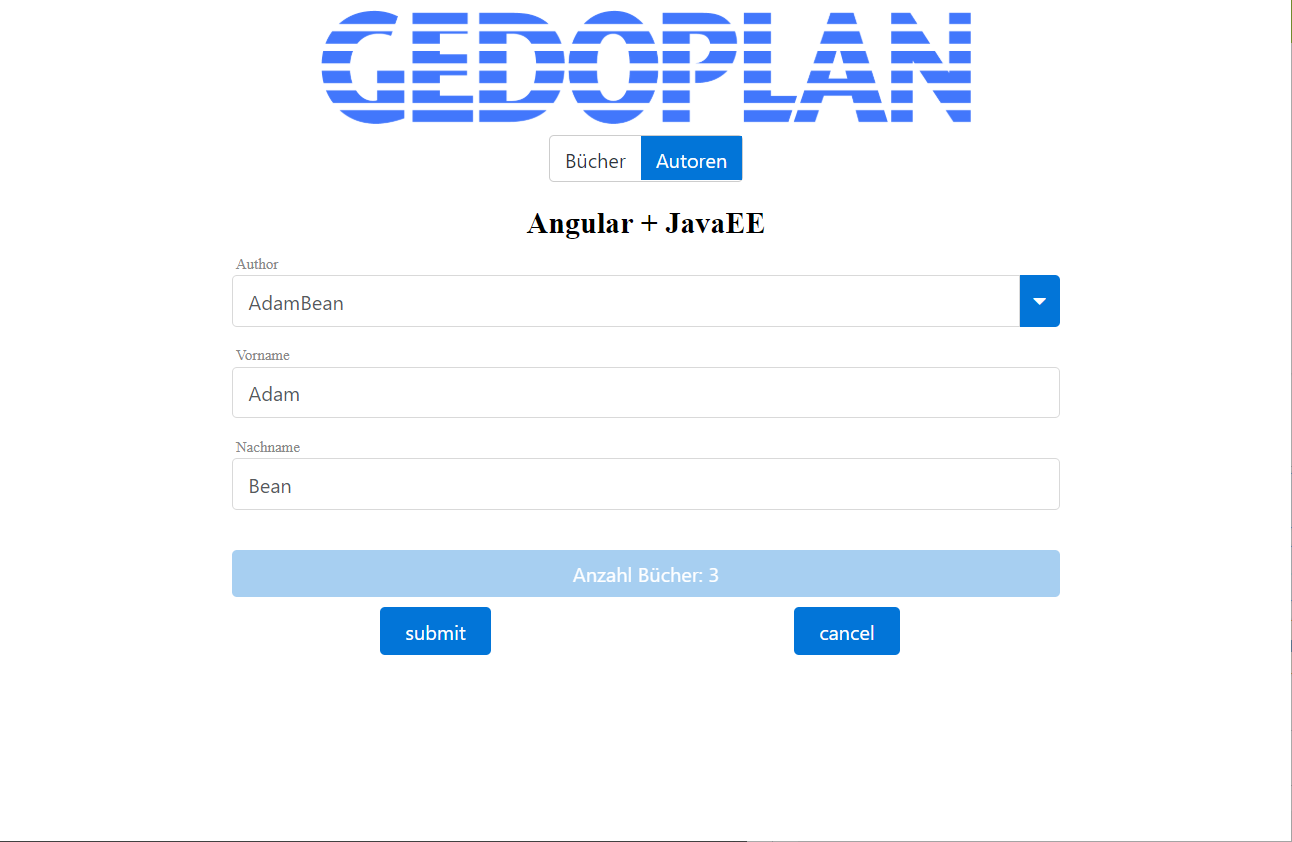 GEDOPLAN
Bücher Autoren
Angular + JavaEE
Author
AdamBean
Vorname
Adam
Nachname
Bean
Anzahl Bücher: 3
submit cancel